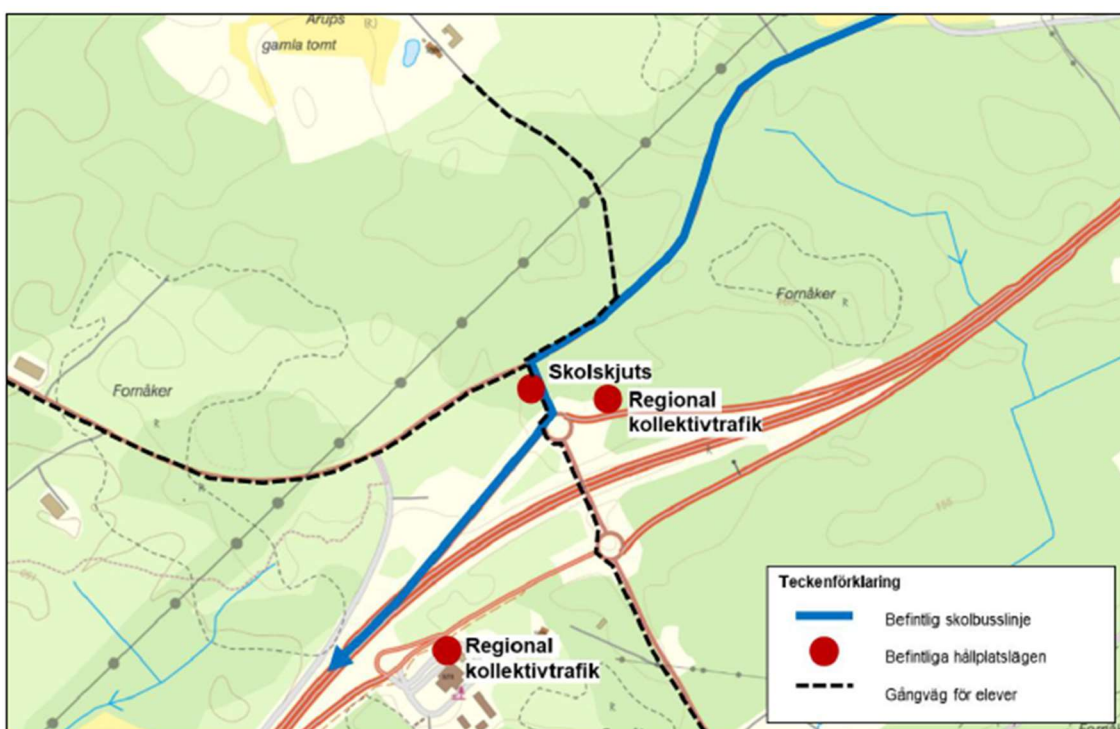 Arups
gamla tomt
Fornåker
R
Fornåker
R
Skolskjuts
Regional
kollektivtrafik
R
R
Regional
kollektivtrafik
Teckenförklaring
Befintlig skolbusslinje
Befintliga hållplatslägen
Gångväg för elever